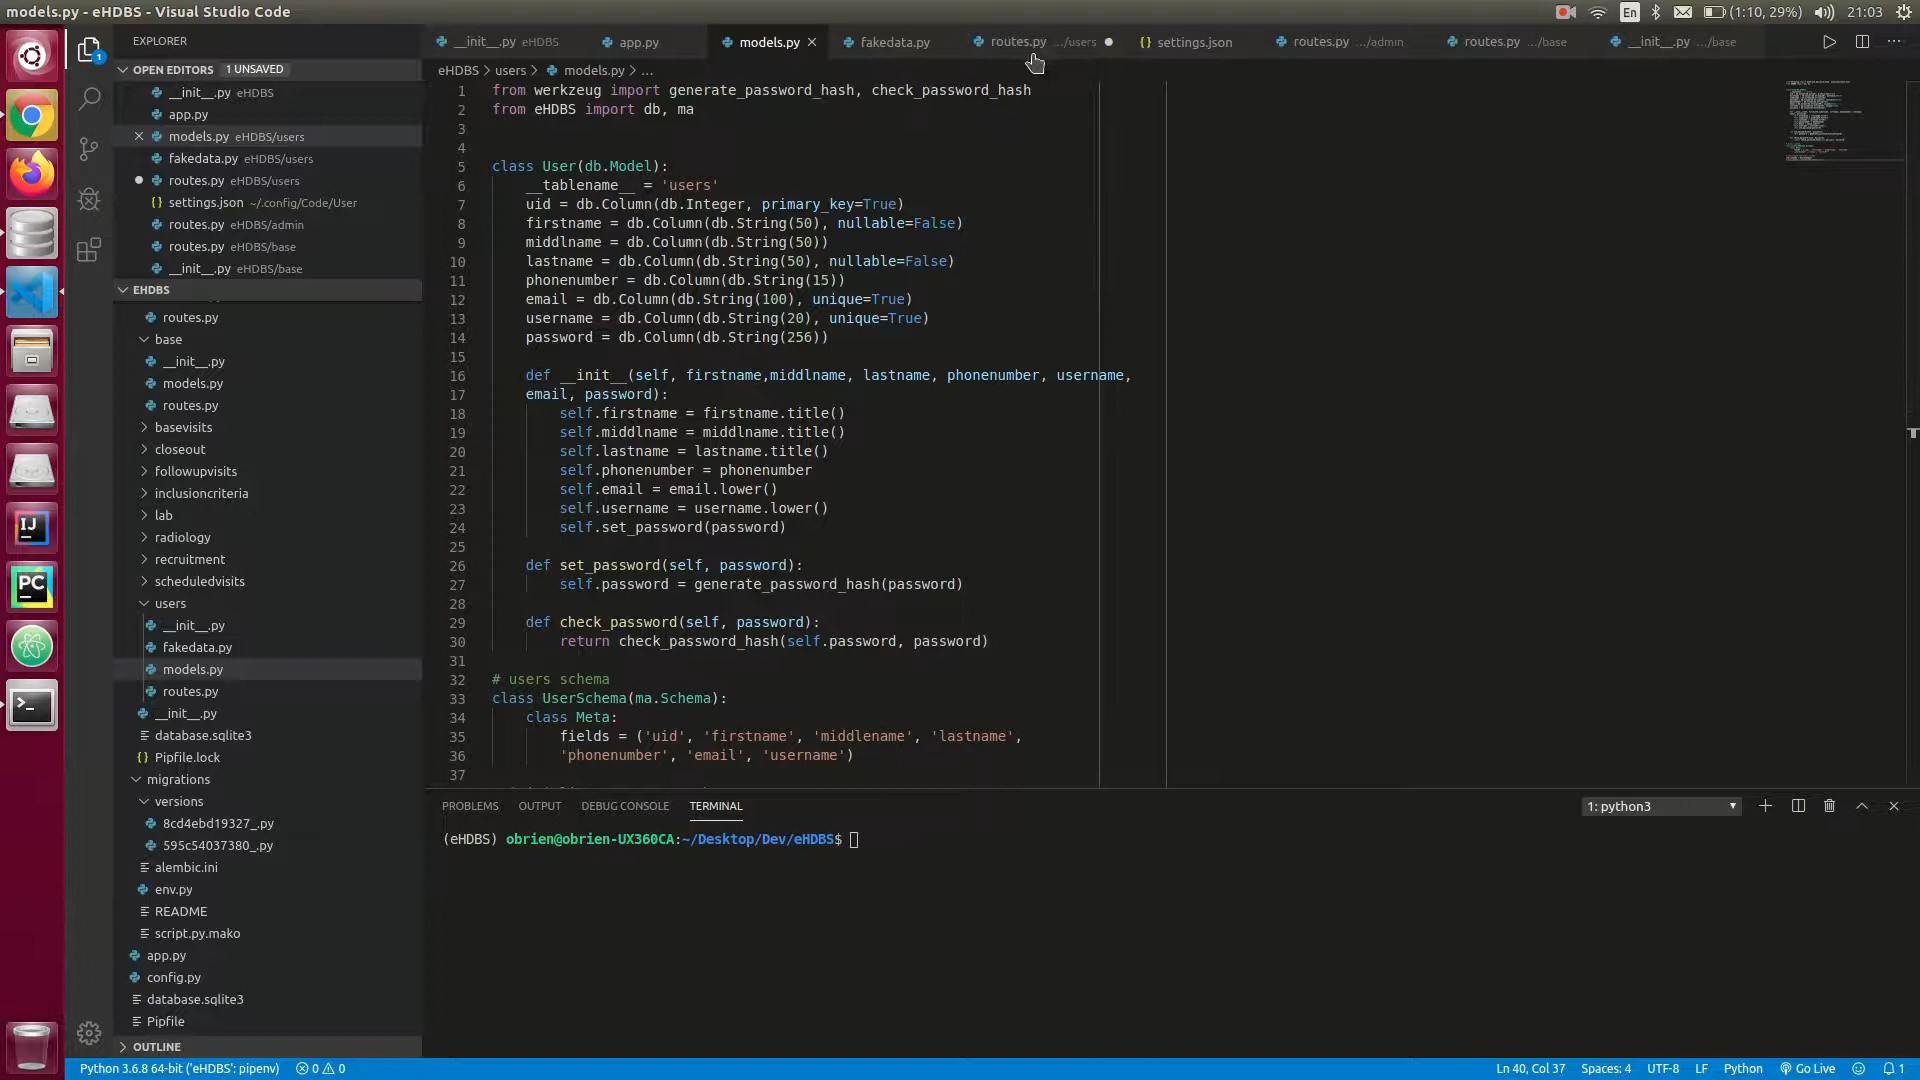 models.py - eHDBS - Visual Studio Code
En
(1:10, 29%)
21:03
EXPLORER
OPEN EDITORS 1 UNSAVED
__init__.py eHDBS
app.py
models.py eHDBS/users
fakedata.py eHDBS/users
routes.py eHDBS/users
{} settings.json ~/.config/Code/User
routes.py eHDBS/admin
routes.py eHDBS/base
__init__.py eHDBS/base
EHDBS
routes.py
base
__init__.py
models.py
routes.py
basevisits
closeout
followupvisits
inclusioncriteria
lab
radiology
recruitment
scheduledvisits
users
__init__.py
fakedata.py
models.py
routes.py
__init__.py
database.sqlite3
{} Pipfile.lock
migrations
versions
8cd4ebd19327_.py
595c54037380_.py
alembic.ini
env.py
README
script.py.mako
app.py
config.py
database.sqlite3
Pipfile
OUTLINE
__init__.py eHDBS
app.py
models.py
fakedata.py
routes.py .../users
{} settings.json
routes.py .../admin
routes.py .../base
__init__.py .../base
eHDBS > users > models.py > ...
1 from werkzeug import generate_password_hash, check_password_hash
2 from eHDBS import db, ma
3
4
5 class User(db.Model):
6 __tablename__ = 'users'
7 uid = db.Column(db.Integer, primary_key=True)
8 firstname = db.Column(db.String(50), nullable=False)
9 middlname = db.Column(db.String(50))
10 lastname = db.Column(db.String(50), nullable=False)
11 phonenumber = db.Column(db.String(15))
12 email = db.Column(db.String(100), unique=True)
13 username = db.Column(db.String(20), unique=True)
14 password = db.Column(db.String(256))
15
16 def __init__(self, firstname,middlname, lastname, phonenumber, username,
17 email, password):
18 self.firstname = firstname.title()
19 self.middlname = middlname.title()
20 self.lastname = lastname.title()
21 self.phonenumber = phonenumber
22 self.email = email.lower()
23 self.username = username.lower()
24 self.set_password(password)
25
26 def set_password(self, password):
27 self.password = generate_password_hash(password)
28
29 def check_password(self, password):
30 return check_password_hash(self.password, password)
31
32 # users schema
33 class UserSchema(ma.Schema):
34 class Meta:
35 fields = ('uid', 'firstname', 'middlename', 'lastname',
36 'phonenumber', 'email', 'username')
37
PROBLEMS OUTPUT DEBUG CONSOLE TERMINAL
1: python3
(eHDBS) obrien@obrien-UX360CA:~/Desktop/Dev/eHDBS$
IJ
PC
1
Python 3.6.8 64-bit ('eHDBS': pipenv) 0 0
Ln 40, Col 37 Spaces: 4 UTF-8 LF Python Go Live 1